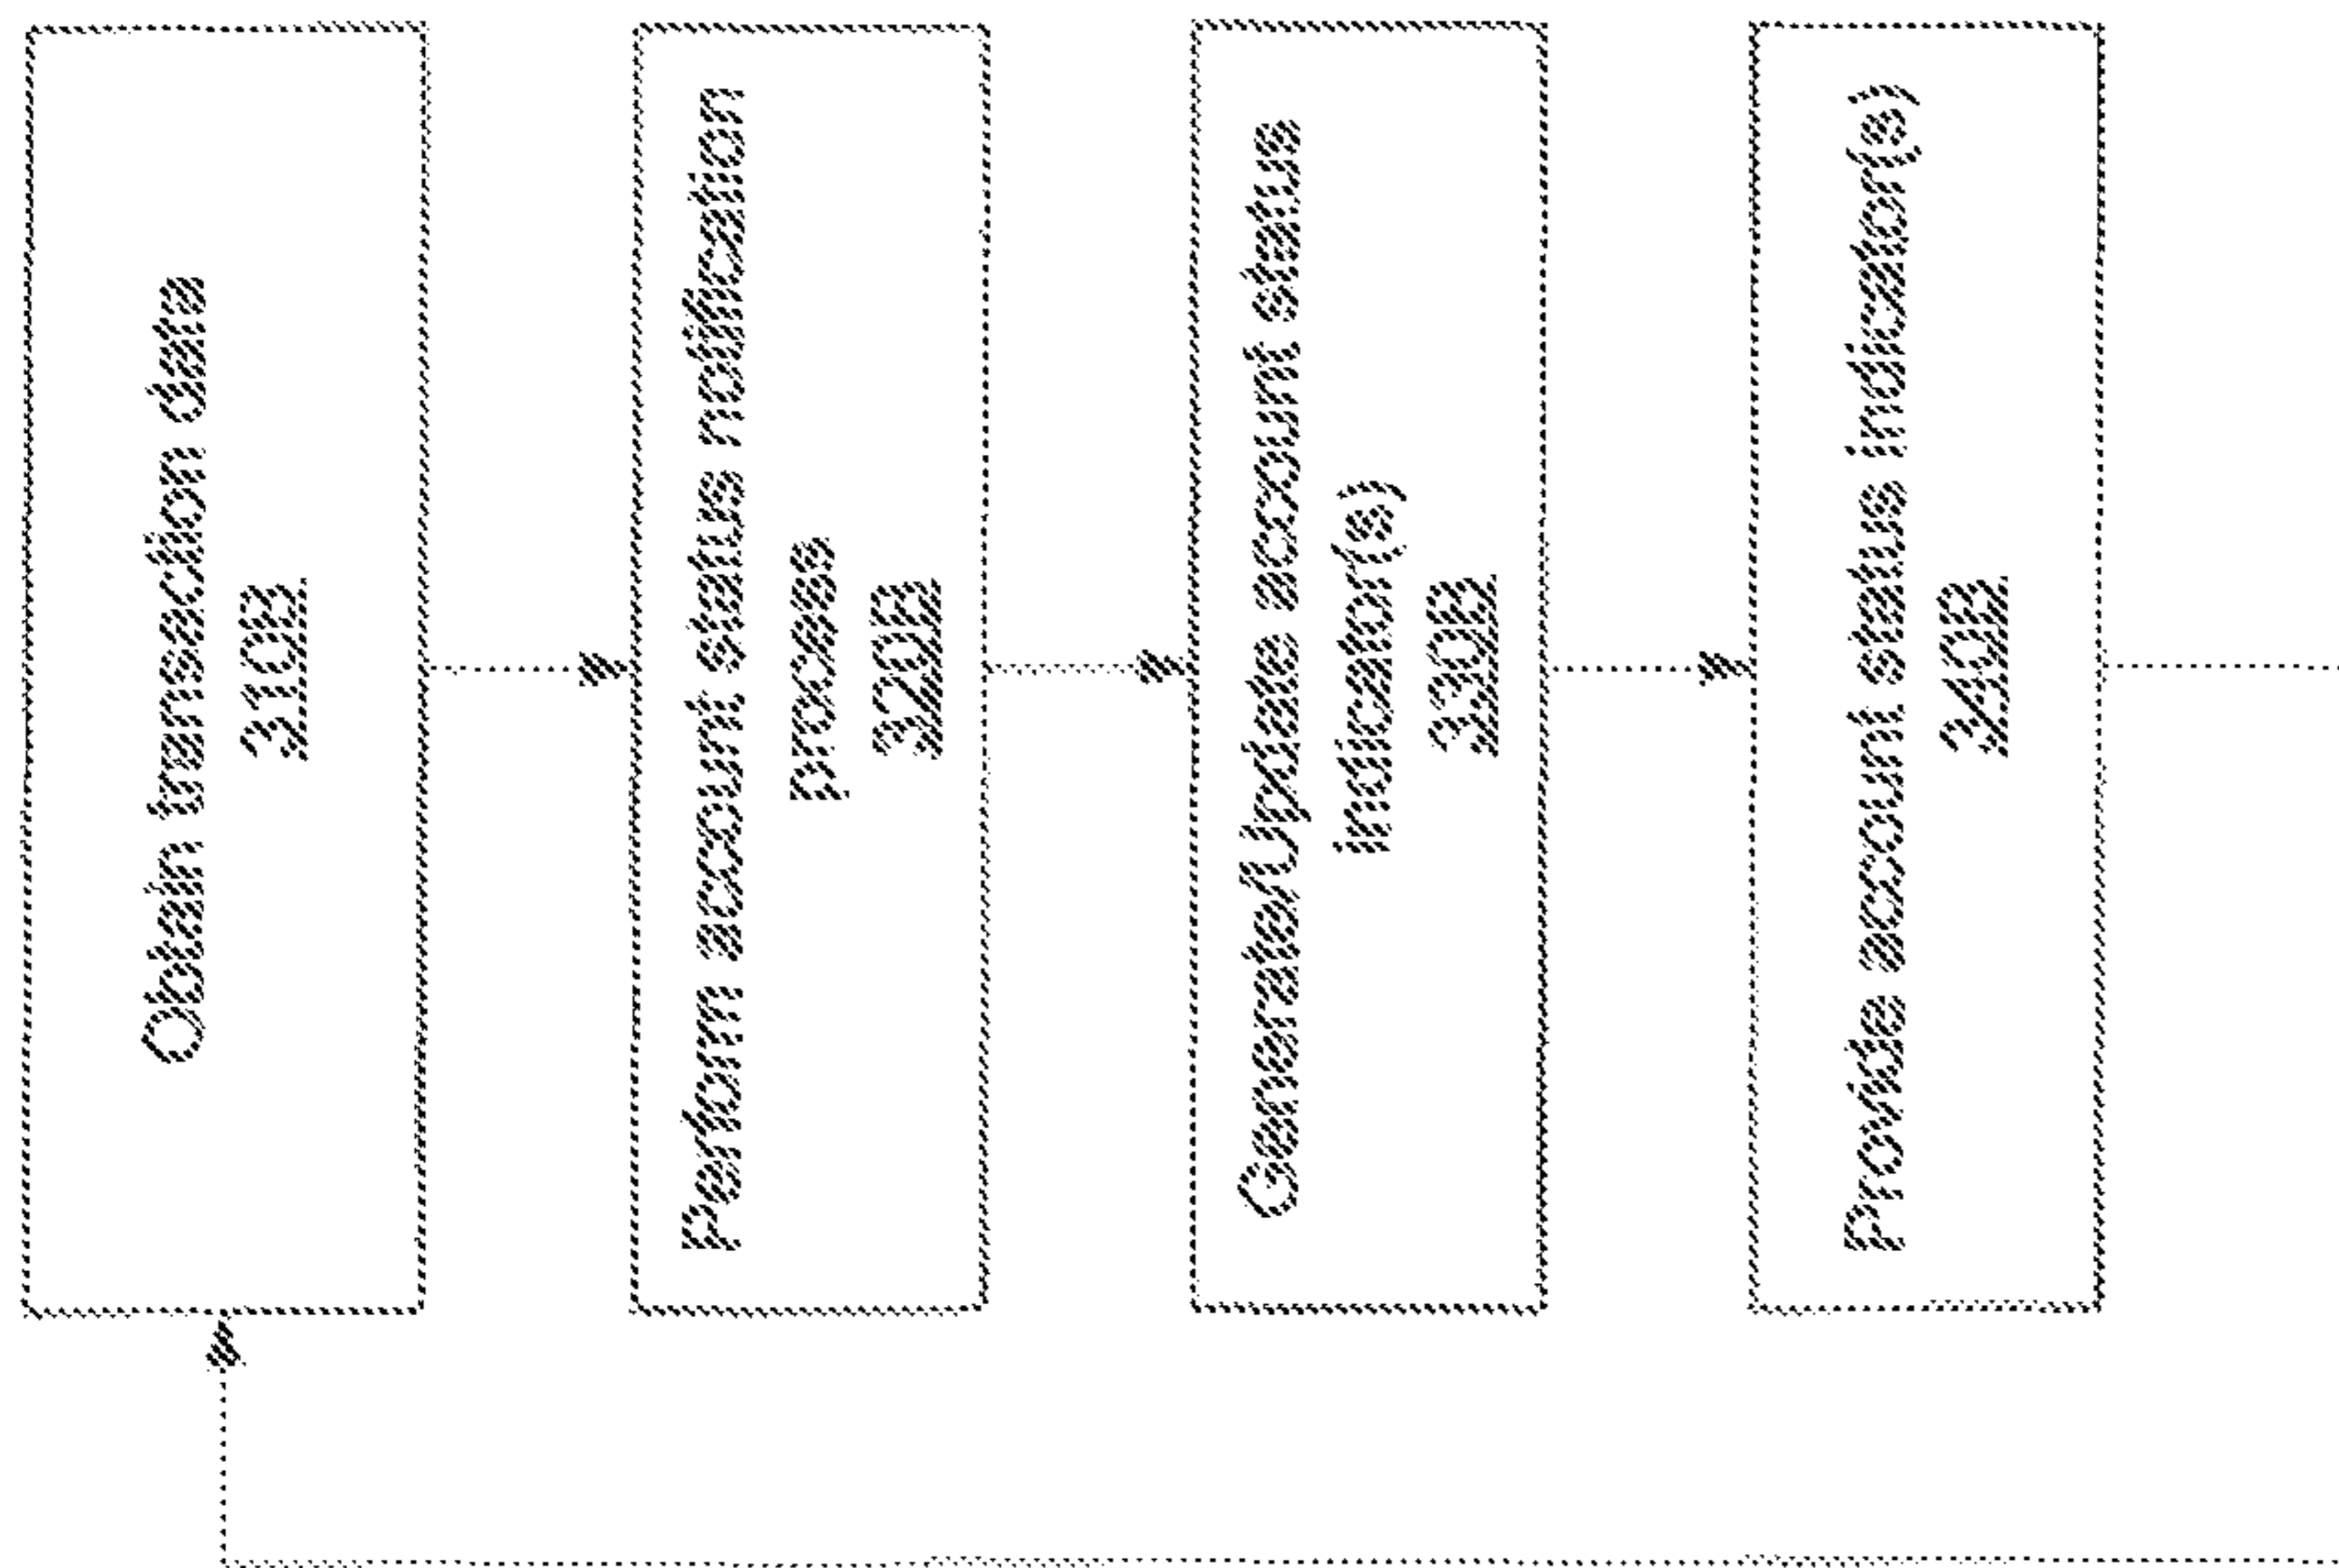 Obtain transaction data
310B
Perform account status notification
process
320B
Generate/Update account status
indicator(s)
330B
Provide account status indicator(s)
340B